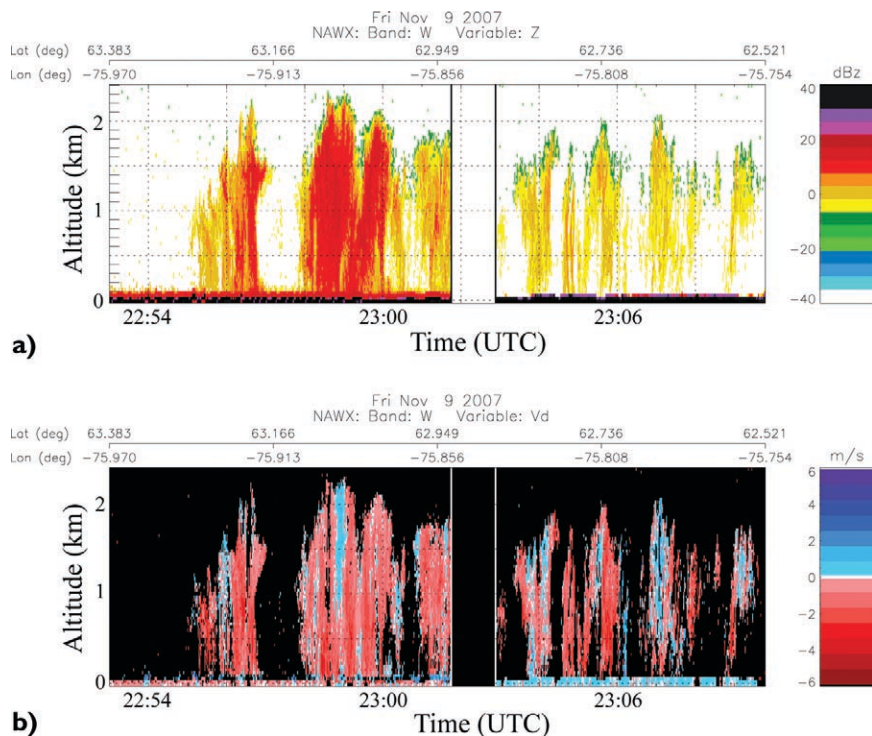 Fri Nov 9 2007
NAWX: Band: W Variable: Z
Lat (deg) 63.383 63.166 62.949 62.736 62.521
Lon (deg) -75.970 -75.913 -75.856 -75.808 -75.754
dBz
40
20
0
-20
-40
Altitude (km)
2
1
0
22:54 23:00 23:06
Time (UTC)
a)
Fri Nov 9 2007
NAWX: Band: W Variable: Vd
Lat (deg) 63.383 63.166 62.949 62.736 62.521
Lon (deg) -75.970 -75.913 -75.856 -75.808 -75.754
m/s
6
4
2
0
-2
-4
-6
Altitude (km)
2
1
0
22:54 23:00 23:06
Time (UTC)
b)